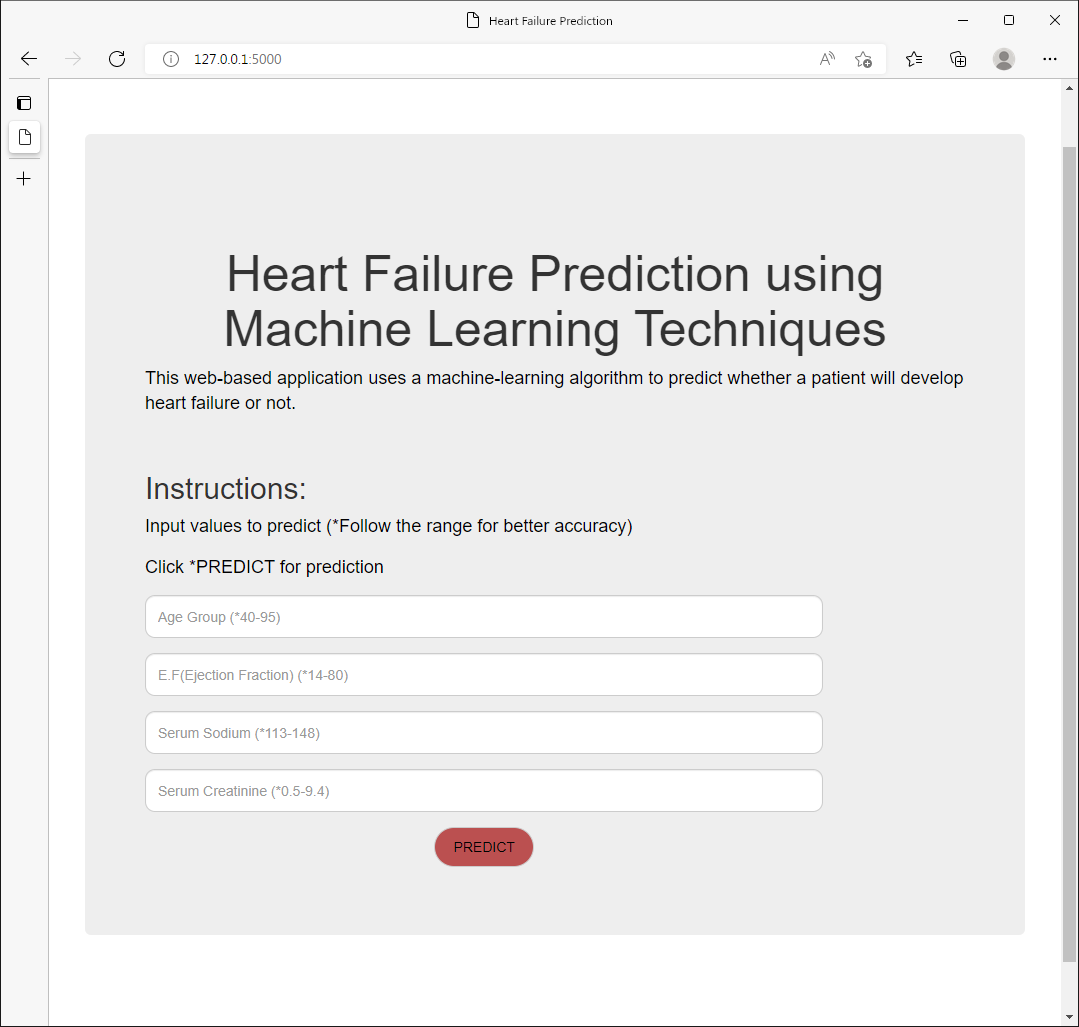 Heart Failure Prediction
127.0.0.1:5000
Heart Failure Prediction using
Machine Learning Techniques
This web-based application uses a machine-learning algorithm to predict whether a patient will develop
heart failure or not.
Instructions:
Input values to predict (*Follow the range for better accuracy)
Click *PREDICT for prediction
Age Group (*40-95)
E.F(Ejection Fraction) (*14-80)
Serum Sodium (*113-148)
Serum Creatinine (*0.5-9.4)
PREDICT